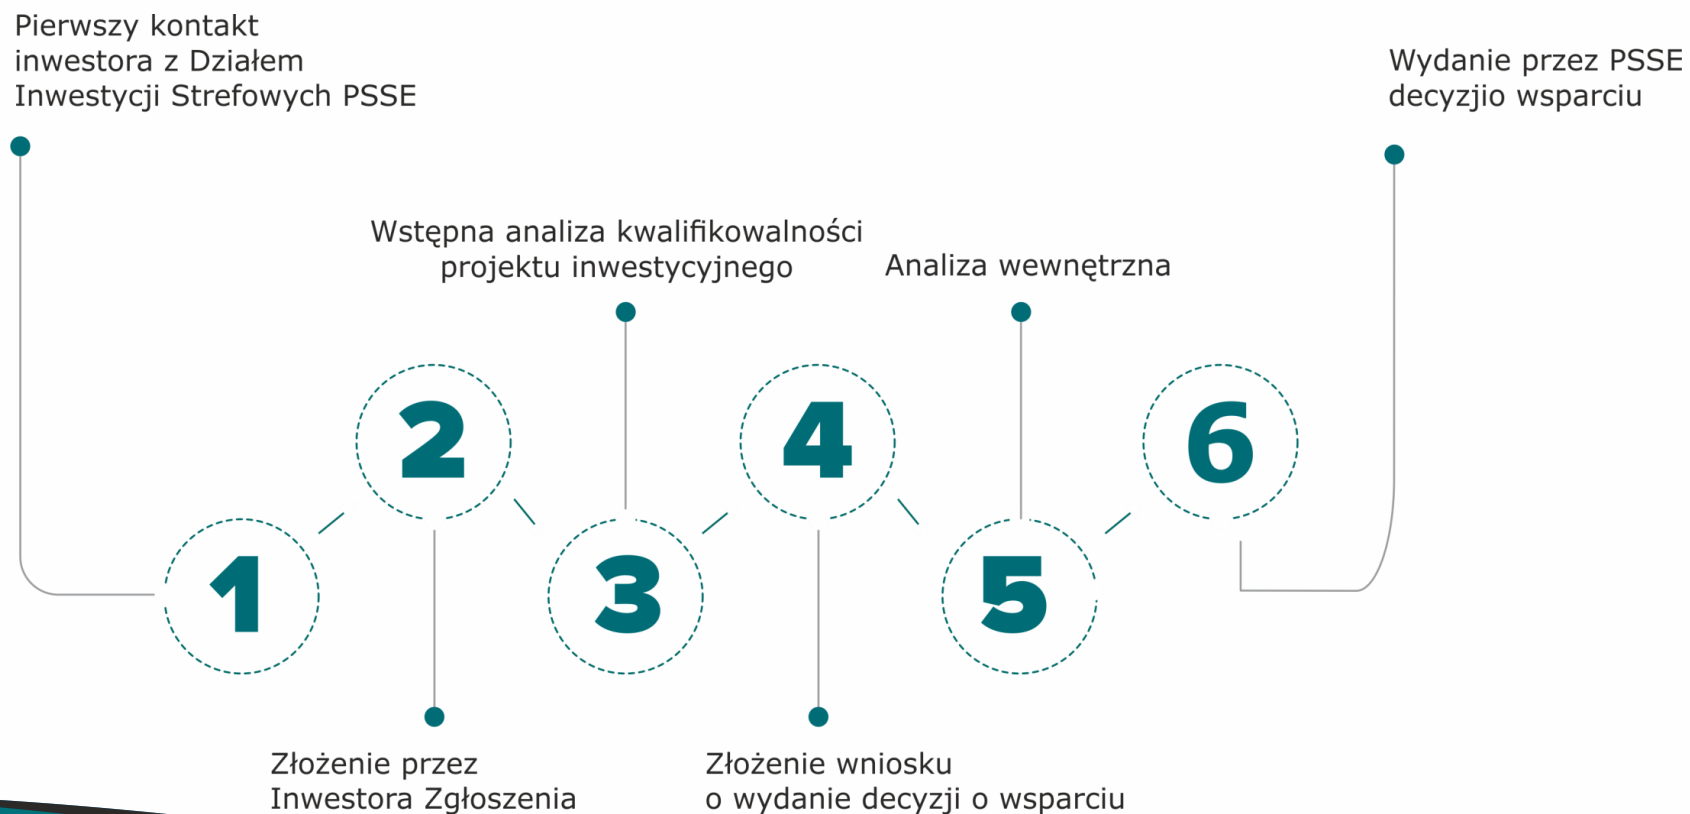 Pierwszy kontakt
inwestora z Działem
Inwestycji Strefowych PSSE
Wydanie przez PSSE
decyzjio wsparciu
Wstępna analiza kwalifikowalności
projektu inwestycyjnego
Analiza wewnętrzna
1
2
3
4
5
6
Złożenie przez
Inwestora Zgłoszenia
Złożenie wniosku
o wydanie decyzji o wsparciu